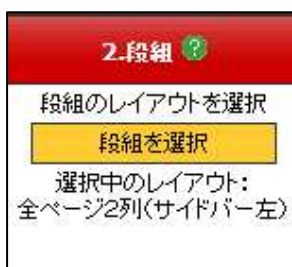 2.段組 ?
段組のレイアウトを選択
段組を選択
選択中のレイアウト:
全ページ2列(サイドバー左)